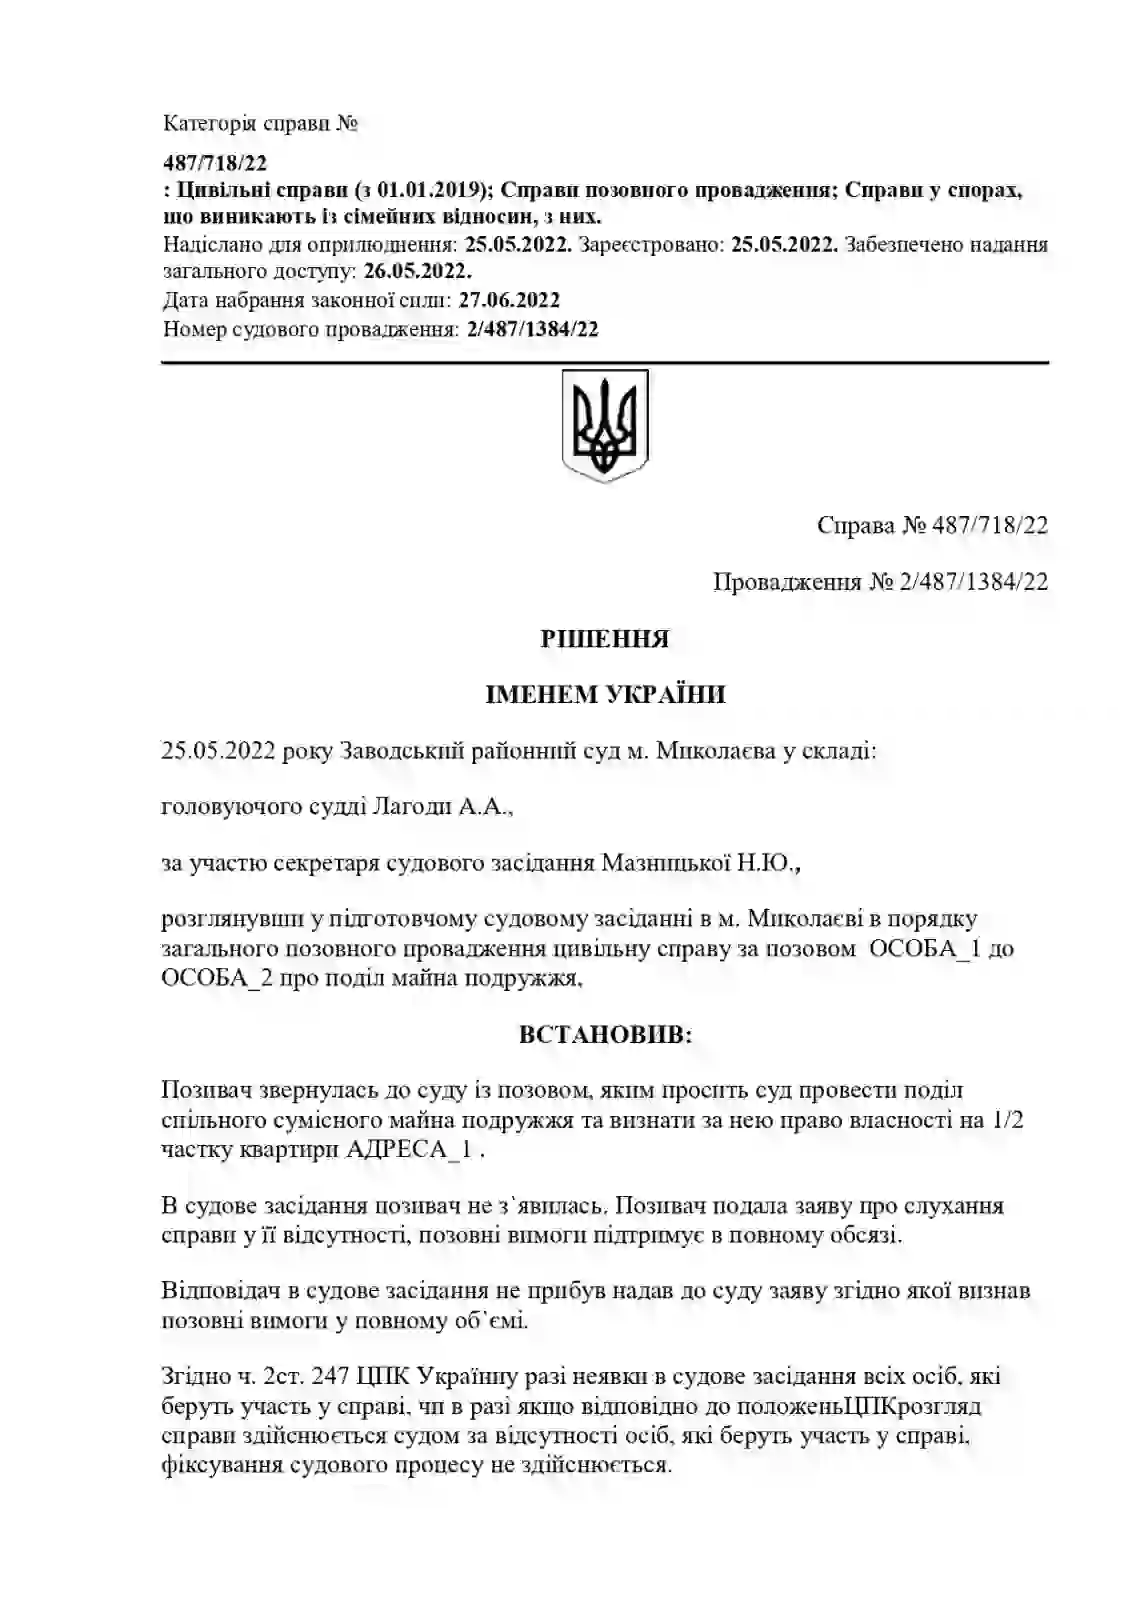 Категорія справи №
487/718/22
: Цивільні справи (з 01.01.2019); Справи позовного провадження; Справи у спорах,
що виникають із сімейних відносин, з них.
Надіслано для оприлюднення: 25.05.2022. Зареєстровано: 25.05.2022. Забезпечено надання
загального доступу: 26.05.2022.
Дата набрання законної сили: 27.06.2022
Номер судового провадження: 2/487/1384/22
Справа № 487/718/22
Провадження № 2/487/1384/22
РІШЕННЯ
ІМЕНЕМ УКРАЇНИ
25.05.2022 року Заводський районний суд м. Миколаєва у складі:
головуючого судді Лагоди А.А.,
за участю секретаря судового засідання Мазницької Н.Ю.,
розглянувши у підготовчому судовому засіданні в м. Миколаєві в порядку
загального позовного провадження цивільну справу за позовом ОСОБА_1 до
ОСОБА_2 про поділ майна подружжя,
ВСТАНОВИВ:
Позивач звернулась до суду із позовом, яким просить суд провести поділ
спільного сумісного майна подружжя та визнати за нею право власності на 1/2
частку квартири АДРЕСА_1 .
В судове засідання позивач не з`явилась. Позивач подала заяву про слухання
справи у її відсутності, позовні вимоги підтримує в повному обсязі.
Відповідач в судове засідання не прибув надав до суду заяву згідно якої визнав
позовні вимоги у повному об`ємі.
Згідно ч. 2ст. 247 ЦПК Україниу разі неявки в судове засідання всіх осіб, які
беруть участь у справі, чи в разі якщо відповідно до положеньЦПКрозгляд
справи здійснюється судом за відсутності осіб, які беруть участь у справі,
фіксування судового процесу не здійснюється.